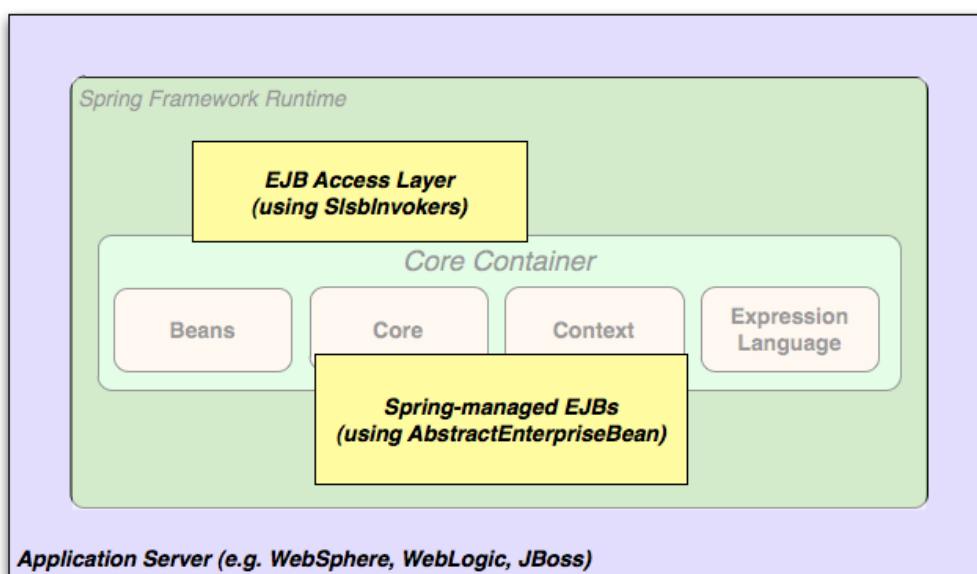 Spring Framework Runtime
EJB Access Layer
(using SlsbInvokers)
Core Container
Beans
Core
Context
Expression
Language
Spring-managed EJBs
(using AbstractEnterpriseBean)
Application Server (e.g. WebSphere, WebLogic, JBoss)